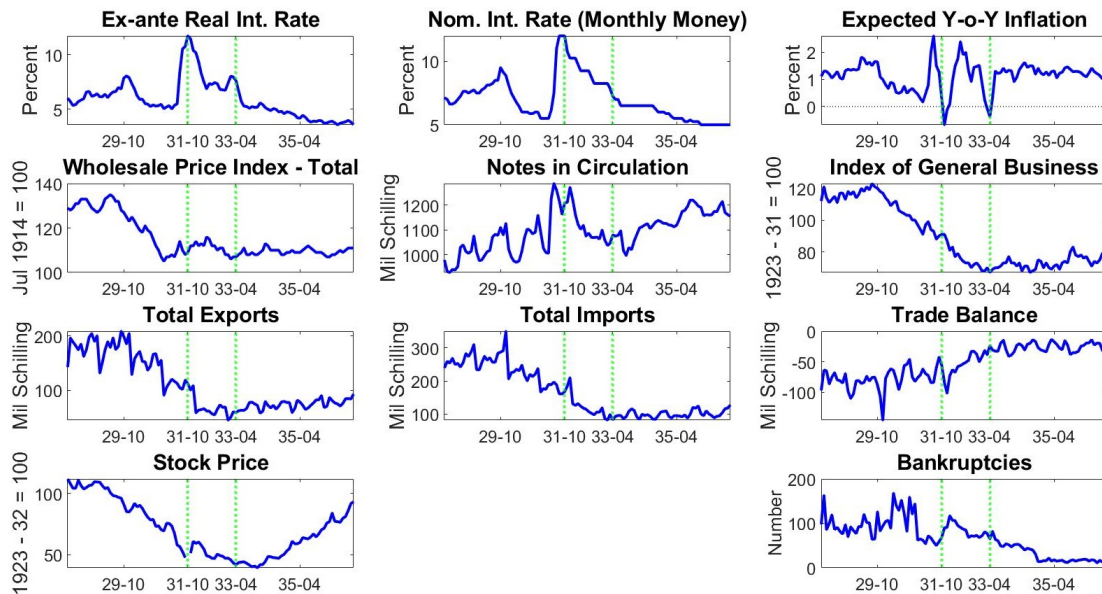 Ex-ante Real Int. Rate
Percent
10
5
29-10 31-10 33-04 35-04
Nom. Int. Rate (Monthly Money)
Percent
10
5
29-10 31-10 33-04 35-04
Expected Y-o-Y Inflation
Percent
2
1
0
29-10 31-10 33-04 35-04
Wholesale Price Index - Total
Jul 1914 = 100
140
120
100
29-10 31-10 33-04 35-04
Notes in Circulation
Mil Schilling
1200
1000
29-10 31-10 33-04 35-04
Index of General Business
1923 - 31 = 100
120
100
80
29-10 31-10 33-04 35-04
Total Exports
Mil Schilling
200
100
29-10 31-10 33-04 35-04
Total Imports
Mil Schilling
300
200
100
29-10 31-10 33-04 35-04
Trade Balance
Mil Schilling
0
-50
-100
29-10 31-10 33-04 35-04
Stock Price
1923 - 32 = 100
100
50
29-10 31-10 33-04 35-04
Bankruptcies
Number
200
100
0
29-10 31-10 33-04 35-04